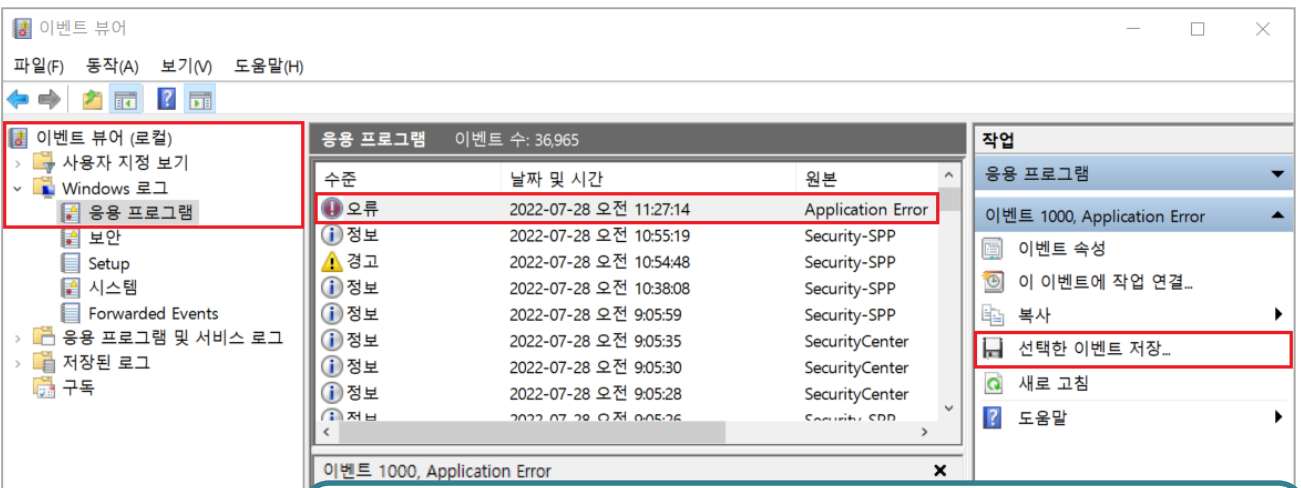 이벤트 뷰어
파일(F) 동작(A) 보기(V) 도움말(H)
이벤트 뷰어 (로컬)
사용자 지정 보기
Windows 로그
응용 프로그램
보안
Setup
시스템
Forwarded Events
응용 프로그램 및 서비스 로그
저장된 로그
구독
응용 프로그램 이벤트 수: 36,965
수준 날짜 및 시간 원본
오류 2022-07-28 오전 11:27:14 Application Error
정보 2022-07-28 오전 10:55:19 Security-SPP
경고 2022-07-28 오전 10:54:48 Security-SPP
정보 2022-07-28 오전 10:38:08 Security-SPP
정보 2022-07-28 오전 9:05:59 Security-SPP
정보 2022-07-28 오전 9:05:35 SecurityCenter
정보 2022-07-28 오전 9:05:30 SecurityCenter
정보 2022-07-28 오전 9:05:28 SecurityCenter
정보 2022-07-28 오전 9:05:26 Security-SPP
이벤트 1000, Application Error
작업
응용 프로그램
이벤트 1000, Application Error
이벤트 속성
이 이벤트에 작업 연결...
복사
선택한 이벤트 저장...
새로 고침
도움말